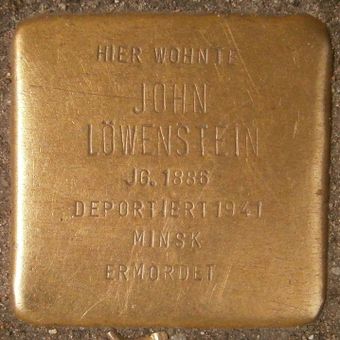 HIER WOHNTE
JOHN
LÖWENSTEIN
JG. 1886
DEPORTIERT 1941
MINSK
ERMORDET